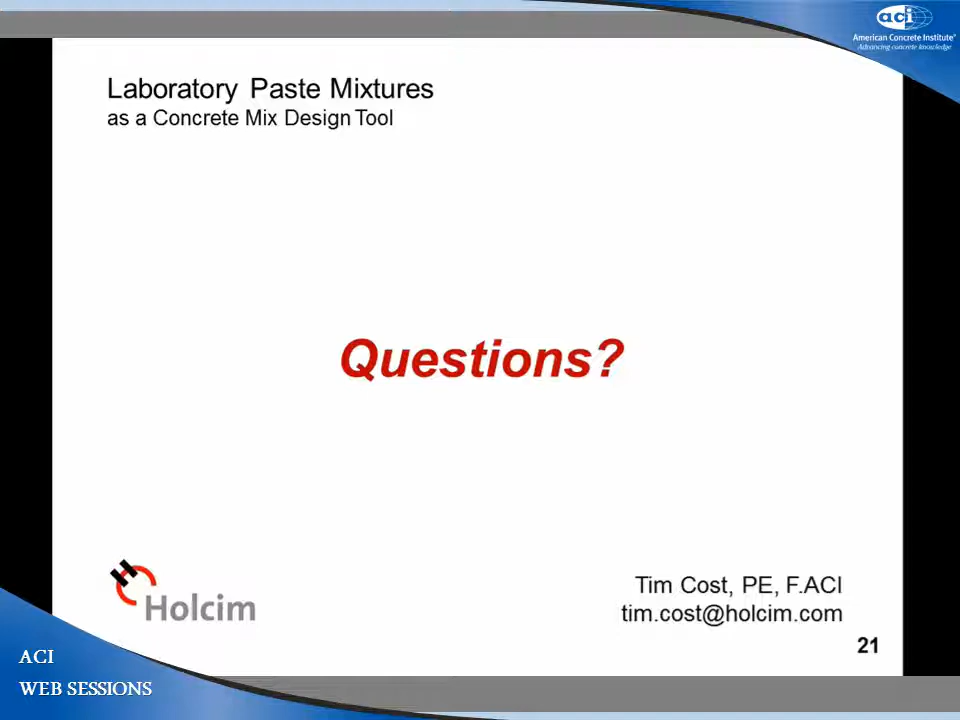 aci
American Concrete Institute®
Advancing concrete knowledge
Laboratory Paste Mixtures
as a Concrete Mix Design Tool
Questions?
Holcim
Tim Cost, PE, F.ACI
tim.cost@holcim.com
21
ACI
WEB SESSIONS